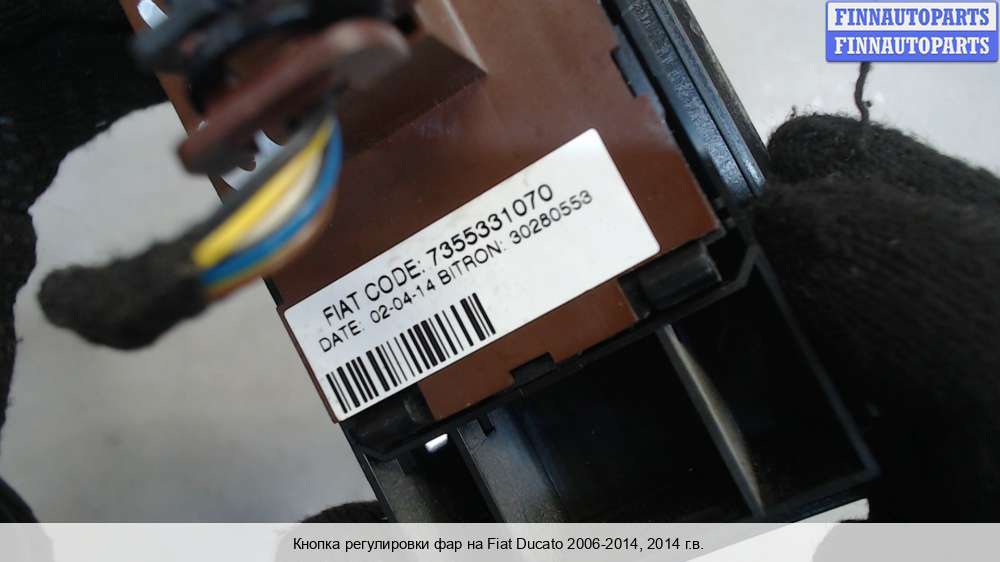 FINNAUTOPARTS
FINNAUTOPARTS
FIAT CODE: 7355331070
DATE: 02-04-14 BITRON: 30280553
Кнопка регулировки фар на Fiat Ducato 2006-2014, 2014 г.в.